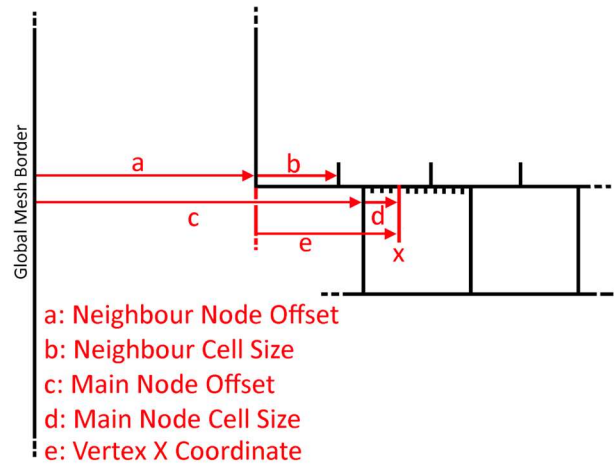 Global Mesh Border
a
b
c
d
e
x
a: Neighbour Node Offset
b: Neighbour Cell Size
c: Main Node Offset
d: Main Node Cell Size
e: Vertex X Coordinate